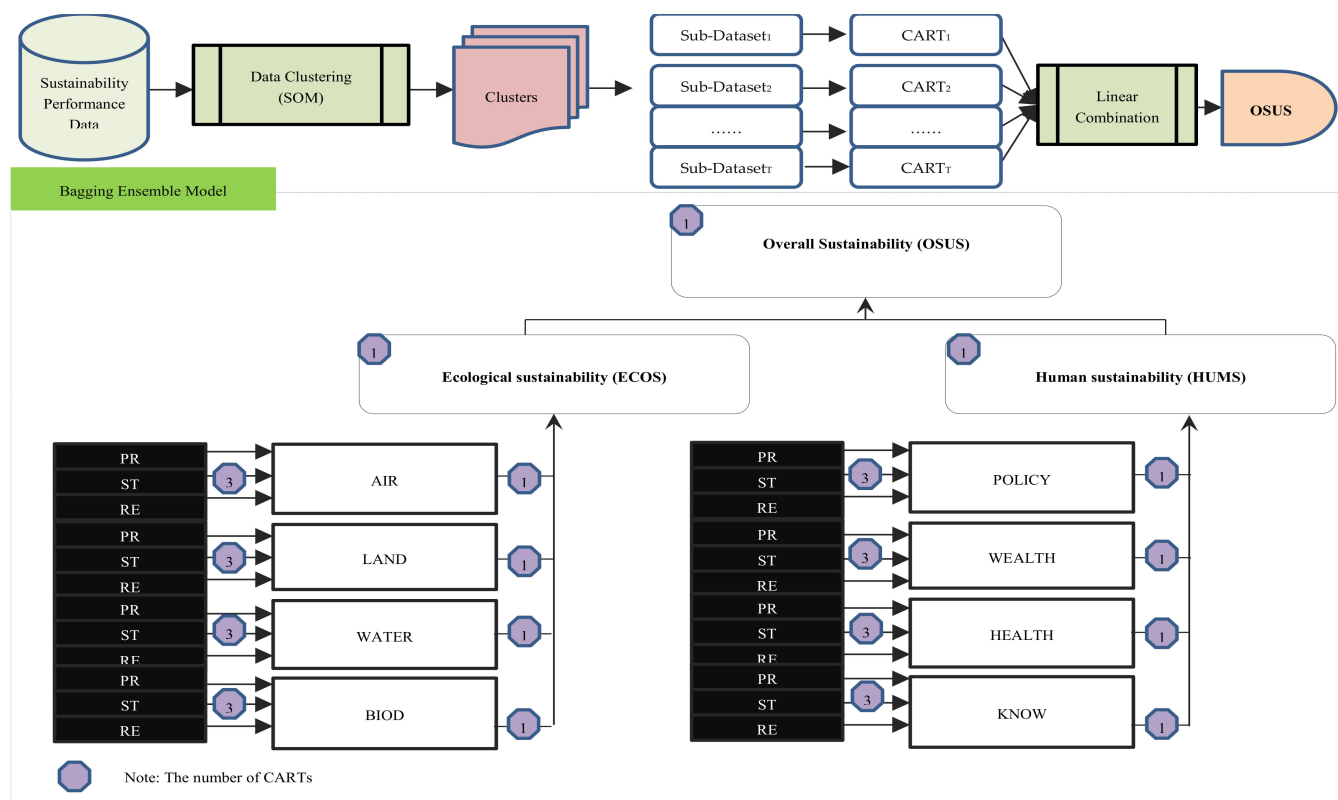 Sustainability
Performance
Data
Data Clustering
(SOM)
Clusters
Sub-Dataset1
CART1
Sub-Dataset2
CART2
……
……
Sub-DatasetT
CARTT
Linear
Combination
OSUS
Bagging Ensemble Model
1
Overall Sustainability (OSUS)
1
Ecological sustainability (ECOS)
1
Human sustainability (HUMS)
PR
ST
RE
3
AIR
1
PR
ST
RE
3
LAND
1
PR
ST
RE
3
WATER
1
PR
ST
RE
3
BIOD
1
PR
ST
RE
3
POLICY
1
PR
ST
RE
3
WEALTH
1
PR
ST
RE
3
HEALTH
1
PR
ST
RE
3
KNOW
1
Note: The number of CARTs